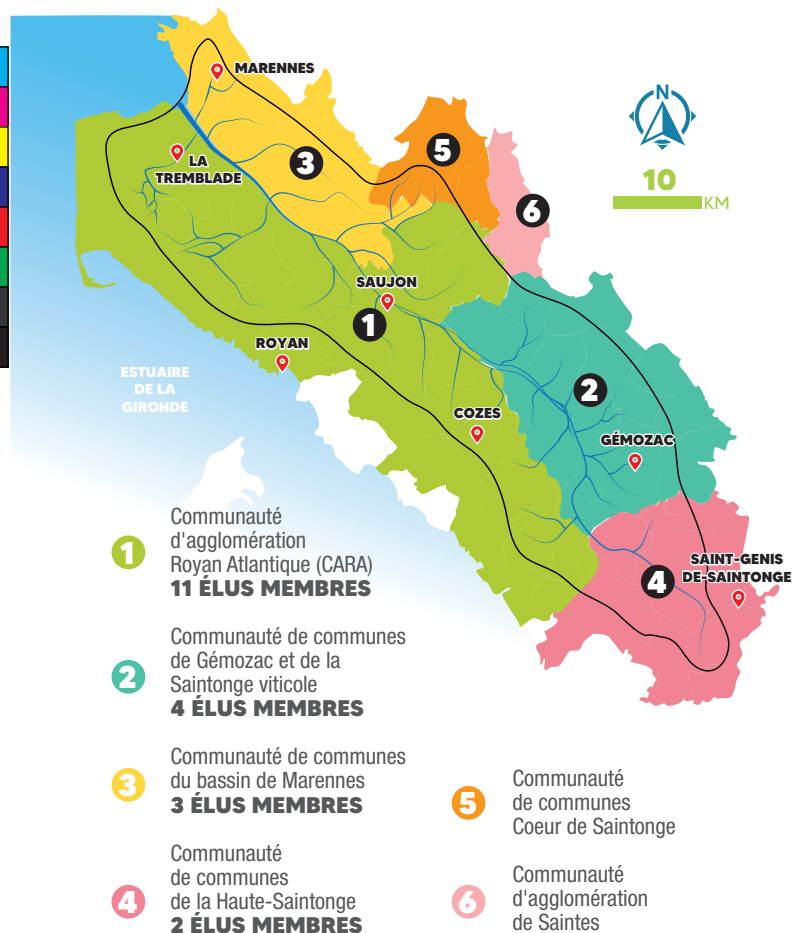 MARENNES
N
5
3
LA
TREMBLADE
10
KM
6
SAUJON
1
ROYAN
ESTUAIRE
DE LA
GIRONDE
2
COZES
GÉMOZAC
SAINT-GENIS
DE-SAINTONGE
4
1
Communauté
d'agglomération
Royan Atlantique (CARA)
11 ÉLUS MEMBRES
2
Communauté de communes
de Gémozac et de la
Saintonge viticole
4 ÉLUS MEMBRES
3
Communauté de communes
du bassin de Marennes
3 ÉLUS MEMBRES
4
Communauté
de communes
de la Haute-Saintonge
2 ÉLUS MEMBRES
5
Communauté
de communes
Coeur de Saintonge
6
Communauté
d'agglomération
de Saintes